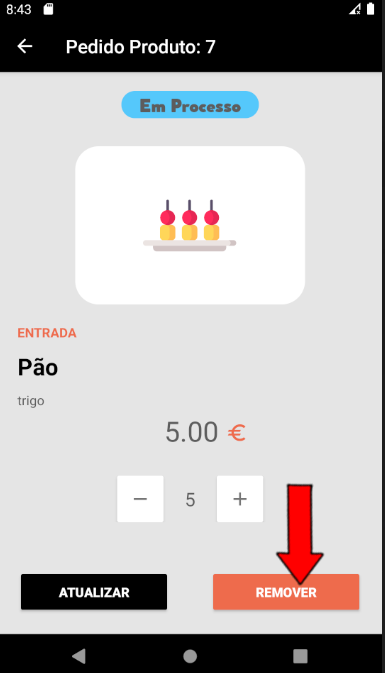 8:43
Pedido Produto: 7
Em Processo
ENTRADA
Pão
trigo
5.00 €
− 5 +
ATUALIZAR REMOVER